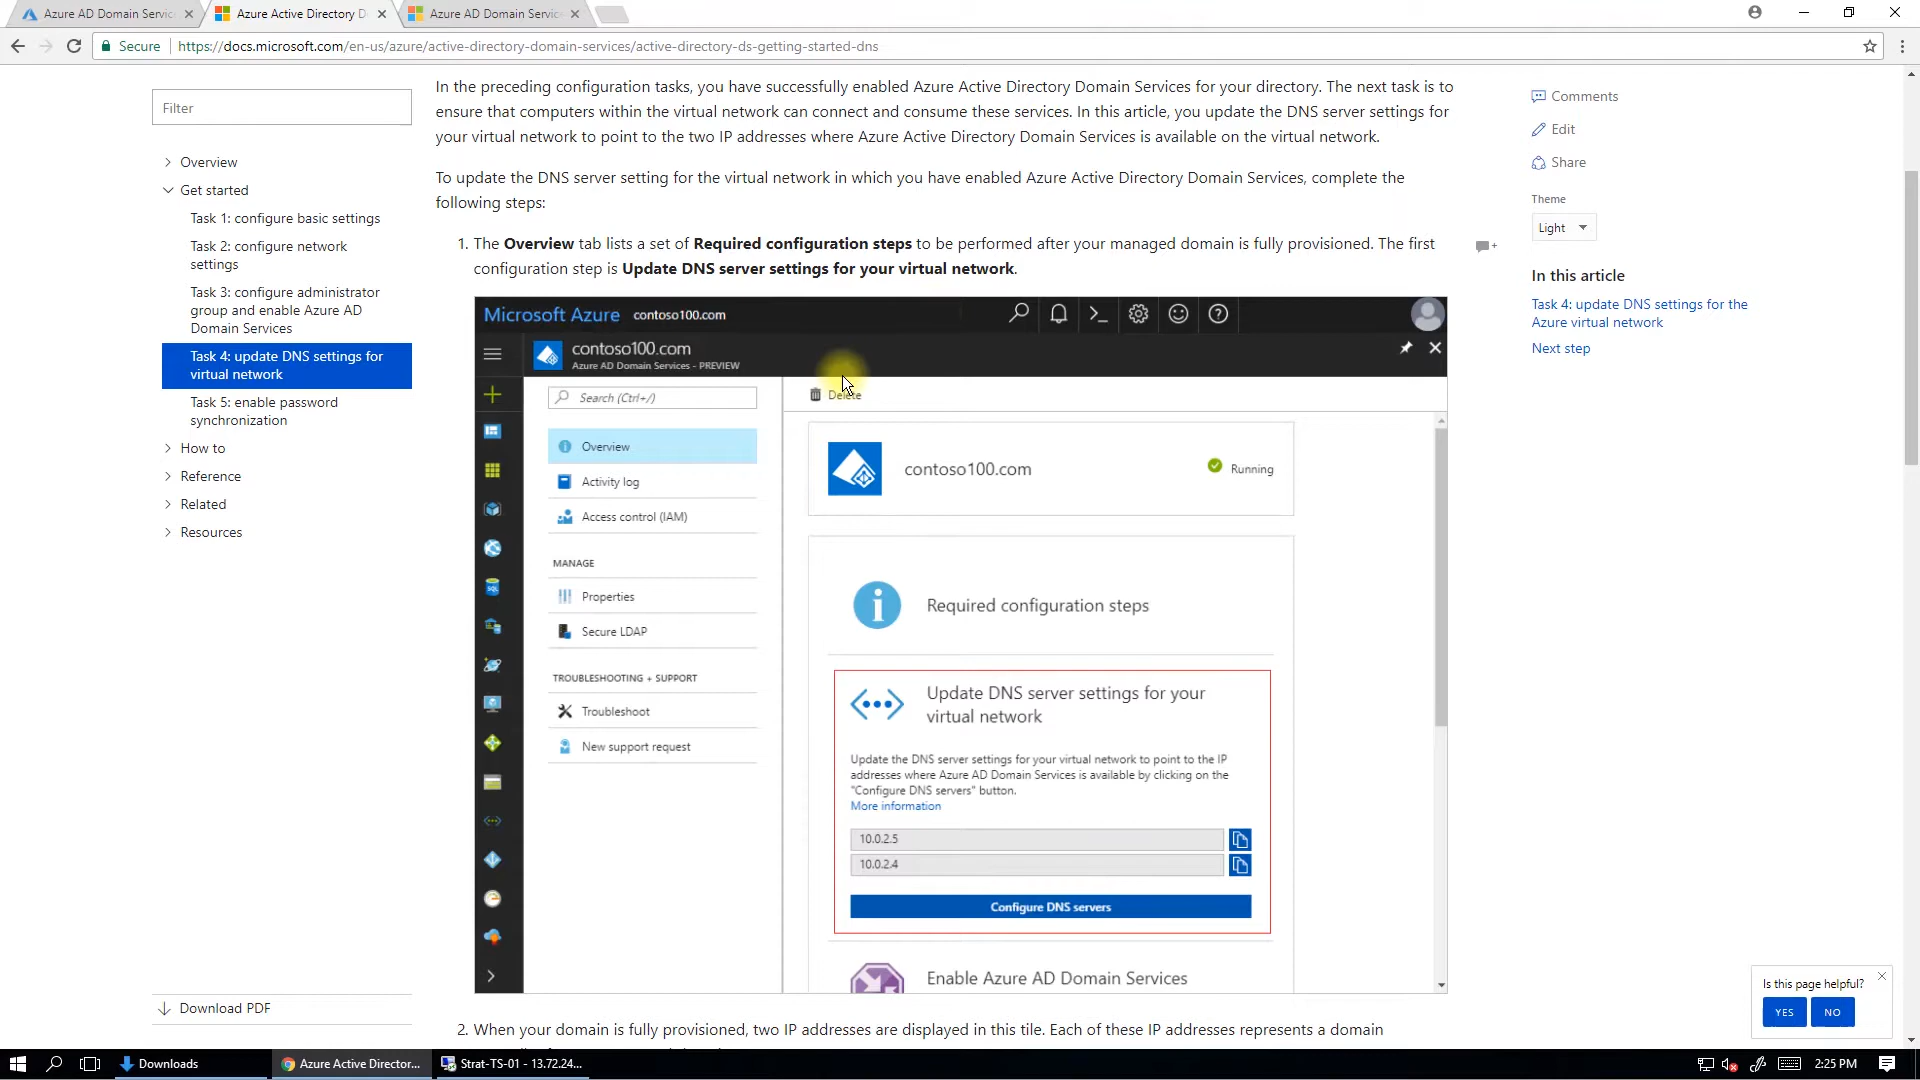 Azure AD Domain Servic
Azure Active Directory D
Azure AD Domain Servic
Secure
https://docs.microsoft.com/en-us/azure/active-directory-domain-services/active-directory-ds-getting-started-dns
Filter
Overview
Get started
Task 1: configure basic settings
Task 2: configure network
settings
Task 3: configure administrator
group and enable Azure AD
Domain Services
Task 4: update DNS settings for
virtual network
Task 5: enable password
synchronization
How to
Reference
Related
Resources
Download PDF
In the preceding configuration tasks, you have successfully enabled Azure Active Directory Domain Services for your directory. The next task is to
ensure that computers within the virtual network can connect and consume these services. In this article, you update the DNS server settings for
your virtual network to point to the two IP addresses where Azure Active Directory Domain Services is available on the virtual network.
To update the DNS server setting for the virtual network in which you have enabled Azure Active Directory Domain Services, complete the
following steps:
1. The Overview tab lists a set of Required configuration steps to be performed after your managed domain is fully provisioned. The first
configuration step is Update DNS server settings for your virtual network.
Microsoft Azure contoso100.com
contoso100.com
Azure AD Domain Services - PREVIEW
Search (Ctrl+/)
Overview
Activity log
Access control (IAM)
MANAGE
Properties
Secure LDAP
TROUBLESHOOTING + SUPPORT
Troubleshoot
New support request
Delete
contoso100.com
Running
Required configuration steps
Update DNS server settings for your
virtual network
Update the DNS server settings for your virtual network to point to the IP
addresses where Azure AD Domain Services is available by clicking on the
"Configure DNS servers" button.
More information
10.0.2.5
10.0.2.4
Configure DNS servers
Enable Azure AD Domain Services
2. When your domain is fully provisioned, two IP addresses are displayed in this tile. Each of these IP addresses represents a domain
Comments
Edit
Share
Theme
Light
In this article
Task 4: update DNS settings for the
Azure virtual network
Next step
Is this page helpful?
YES
NO
Downloads
Azure Active Director...
Strat-TS-01 - 13.72.24...
2:25 PM